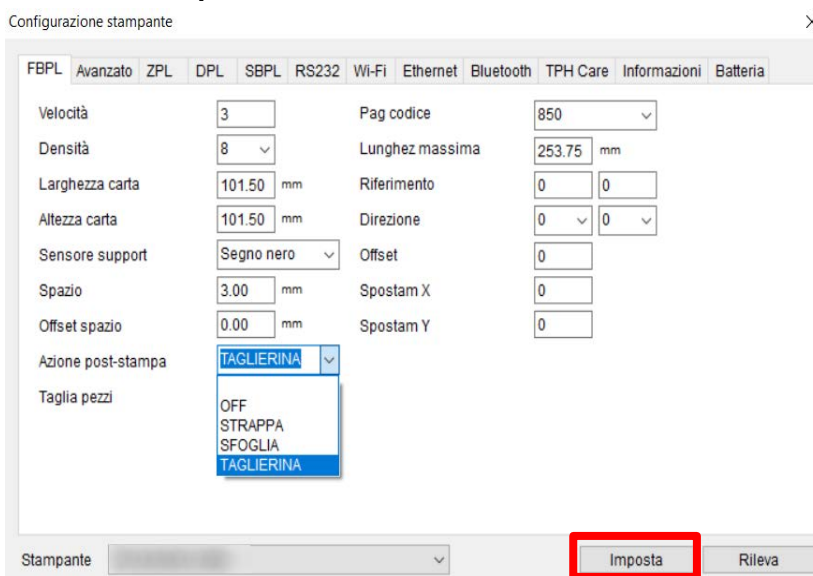 Configurazione stampante
FBPL Avanzato ZPL DPL SBPL RS232 Wi-Fi Ethernet Bluetooth TPH Care Informazioni Batteria
Velocità 3 Pag codice 850
Densità 8 Lunghez massima 253.75 mm
Larghezza carta 101.50 mm Riferimento 0 0
Altezza carta 101.50 mm Direzione 0 0
Sensore support Segno nero Offset 0
Spazio 3.00 mm Spostam X 0
Offset spazio 0.00 mm Spostam Y 0
Azione post-stampa TAGLIERINA
Taglia pezzi
OFF
STRAPPA
SFOGLIA
TAGLIERINA
Stampante Imposta Rileva